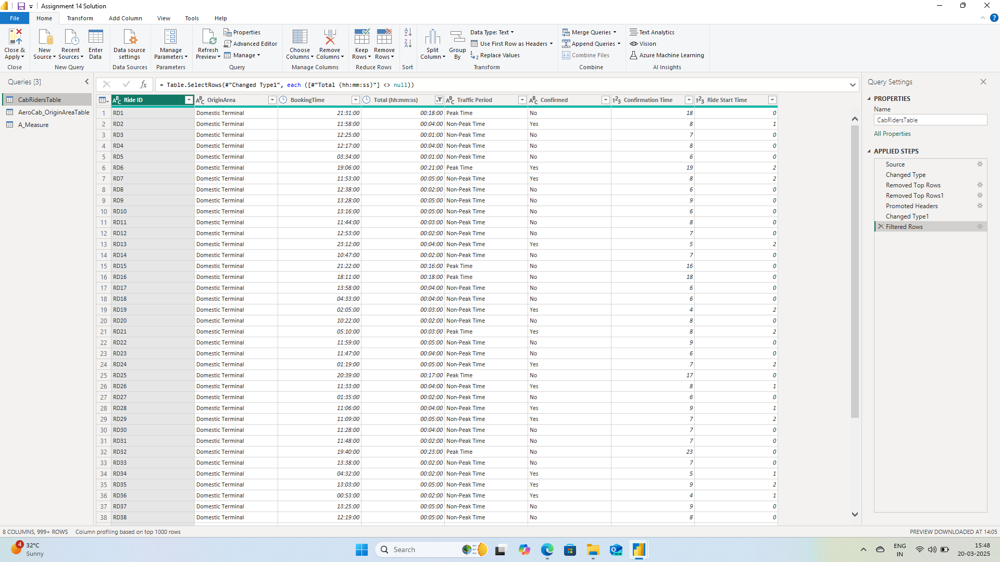 Assignment 14 Solution
File Home Transform Add Column View Tools Help
Close & Apply
Close
New Source
Recent Sources
Enter Data
New Query
Data source settings
Data Sources
Manage Parameters
Parameters
Refresh Preview
Properties
Advanced Editor
Manage
Query
Choose Columns
Remove Columns
Manage Columns
Keep Rows
Remove Rows
Reduce Rows
Sort
Split Column
Group By
Data Type: Text
Use First Row as Headers
Replace Values
Transform
Merge Queries
Append Queries
Combine Files
Combine
Text Analytics
Vision
Azure Machine Learning
AI Insights
Queries [3]
CabRidersTable
AeroCab_OriginAreaTable
A_Measure
= Table.SelectRows(#"Changed Type1", each ([#"Total (hh:mm:ss)"] <> null))
Ride ID OriginArea BookingTime Total (hh:mm:ss) Traffic Period Confirmed Confirmation Time Ride Start Time
1 RD1 Domestic Terminal 21:31:00 00:18:00 Peak Time No 18 0
2 RD2 Domestic Terminal 11:58:00 00:04:00 Non-Peak Time Yes 8 1
3 RD3 Domestic Terminal 12:25:00 00:01:00 Non-Peak Time No 7 0
4 RD4 Domestic Terminal 12:17:00 00:04:00 Non-Peak Time No 8 0
5 RD5 Domestic Terminal 03:34:00 00:01:00 Non-Peak Time No 6 0
6 RD6 Domestic Terminal 19:06:00 00:21:00 Peak Time Yes 19 2
7 RD7 Domestic Terminal 11:53:00 00:05:00 Non-Peak Time Yes 8 2
8 RD8 Domestic Terminal 12:38:00 00:02:00 Non-Peak Time No 6 0
9 RD9 Domestic Terminal 13:28:00 00:05:00 Non-Peak Time No 9 0
10 RD10 Domestic Terminal 13:16:00 00:05:00 Non-Peak Time No 6 0
11 RD11 Domestic Terminal 11:44:00 00:03:00 Non-Peak Time No 8 0
12 RD12 Domestic Terminal 12:53:00 00:02:00 Non-Peak Time No 7 0
13 RD13 Domestic Terminal 23:12:00 00:04:00 Non-Peak Time Yes 5 2
14 RD14 Domestic Terminal 10:47:00 00:02:00 Non-Peak Time No 7 0
15 RD15 Domestic Terminal 21:22:00 00:16:00 Peak Time No 16 0
16 RD16 Domestic Terminal 18:11:00 00:18:00 Peak Time No 18 0
17 RD17 Domestic Terminal 13:58:00 00:04:00 Non-Peak Time No 6 0
18 RD18 Domestic Terminal 04:33:00 00:04:00 Non-Peak Time No 6 0
19 RD19 Domestic Terminal 02:05:00 00:03:00 Non-Peak Time Yes 4 2
20 RD20 Domestic Terminal 10:22:00 00:02:00 Non-Peak Time No 8 0
21 RD21 Domestic Terminal 05:10:00 00:03:00 Peak Time Yes 8 2
22 RD22 Domestic Terminal 11:59:00 00:05:00 Non-Peak Time No 9 0
23 RD23 Domestic Terminal 11:47:00 00:04:00 Non-Peak Time No 6 0
24 RD24 Domestic Terminal 01:19:00 00:05:00 Non-Peak Time Yes 7 2
25 RD25 Domestic Terminal 20:39:00 00:17:00 Peak Time No 17 0
26 RD26 Domestic Terminal 11:33:00 00:04:00 Non-Peak Time Yes 8 1
27 RD27 Domestic Terminal 01:35:00 00:02:00 Non-Peak Time No 6 0
28 RD28 Domestic Terminal 11:06:00 00:04:00 Non-Peak Time Yes 9 1
29 RD29 Domestic Terminal 11:09:00 00:05:00 Non-Peak Time Yes 7 2
30 RD30 Domestic Terminal 11:28:00 00:04:00 Non-Peak Time No 7 0
31 RD31 Domestic Terminal 11:48:00 00:02:00 Non-Peak Time No 7 0
32 RD32 Domestic Terminal 19:40:00 00:23:00 Peak Time No 23 0
33 RD33 Domestic Terminal 13:38:00 00:02:00 Non-Peak Time No 7 0
34 RD34 Domestic Terminal 04:32:00 00:02:00 Non-Peak Time Yes 5 1
35 RD35 Domestic Terminal 13:03:00 00:05:00 Non-Peak Time Yes 9 2
36 RD36 Domestic Terminal 00:53:00 00:02:00 Non-Peak Time Yes 4 1
37 RD37 Domestic Terminal 13:25:00 00:05:00 Non-Peak Time No 9 0
38 RD38 Domestic Terminal 12:19:00 00:05:00 Non-Peak Time No 8 0
Query Settings
PROPERTIES
Name
CabRidersTable
All Properties
APPLIED STEPS
Source
Changed Type
Removed Top Rows
Removed Top Rows1
Promoted Headers
Changed Type1
Filtered Rows
8 COLUMNS, 999+ ROWS Column profiling based on top 1000 rows
PREVIEW DOWNLOADED AT 14:05
4
32°C
Sunny
Search
ENG
IN
15:48
20-03-2025